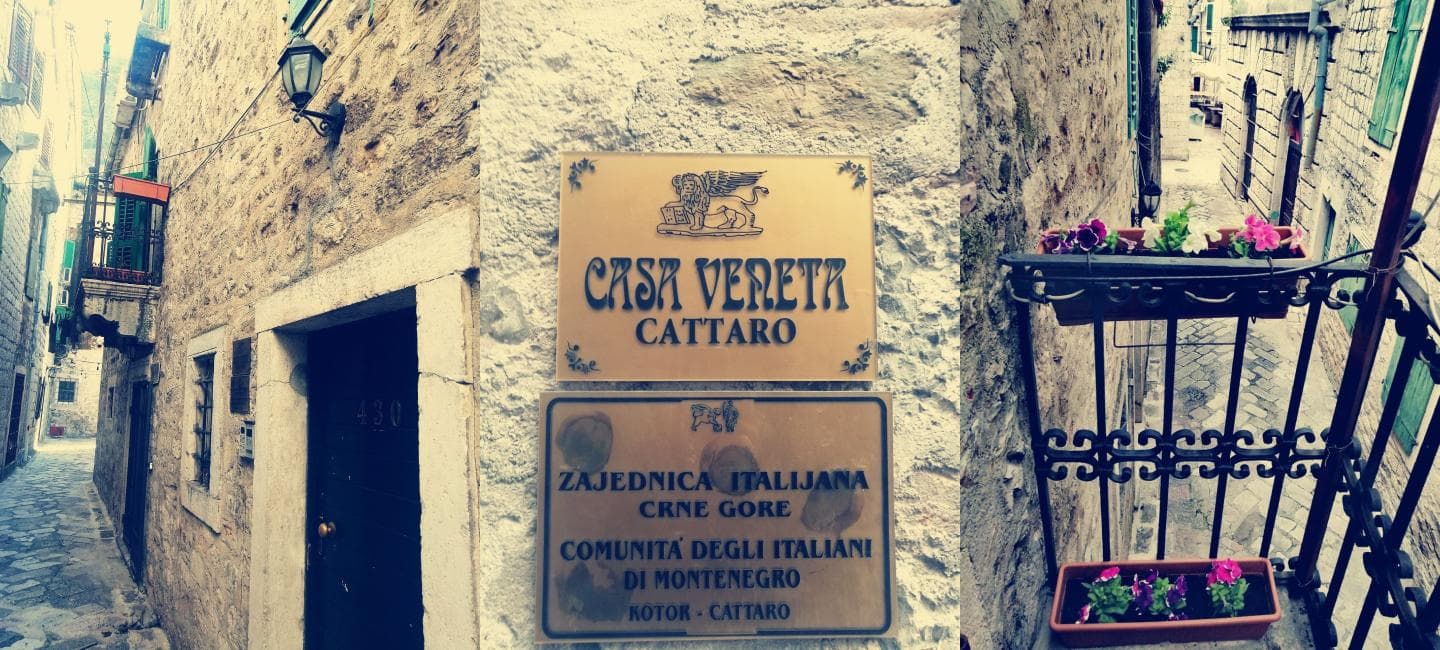 430
CASA VENETA
CATTARO
ZAJEDNICA ITALIJANA
CRNE GORE
COMUNITA' DEGLI ITALIANI
DI MONTENEGRO
KOTOR - CATTARO